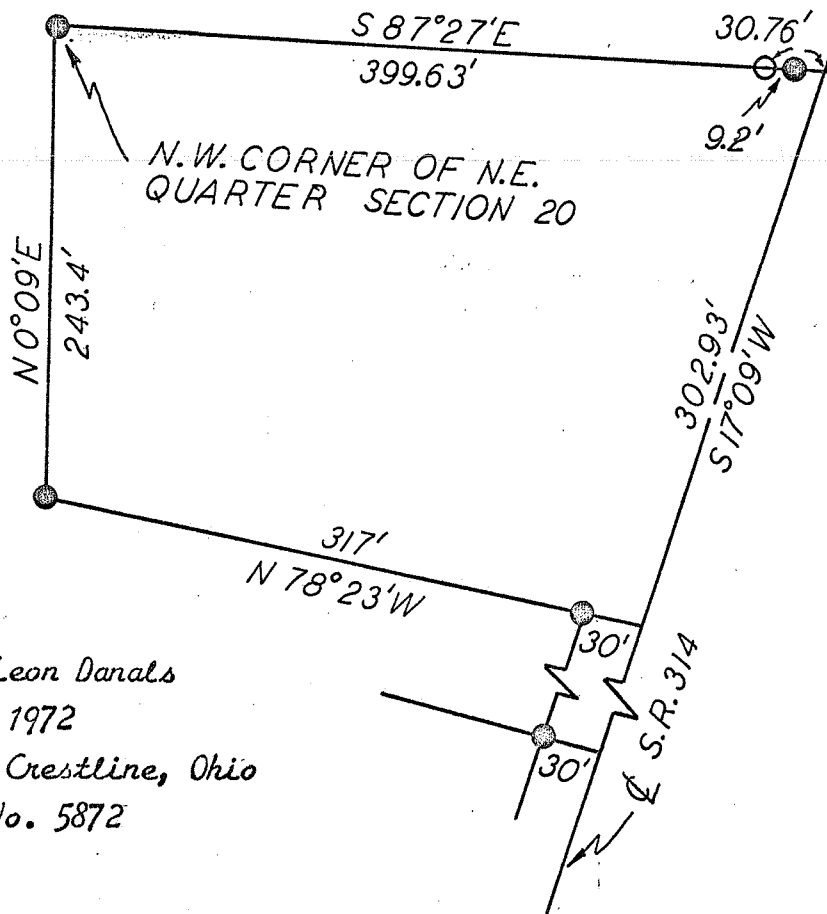 S 87°27'E
399.63'
30.76'
9.2'
N.W. CORNER OF N.E.
QUARTER SECTION 20
N 0°09'E
243.4'
302.93'
S 17°09'W
317'
N 78°23'W
30'
30'
℄ S.R. 314
Leon Danals
1972
Crestline, Ohio
No. 5872